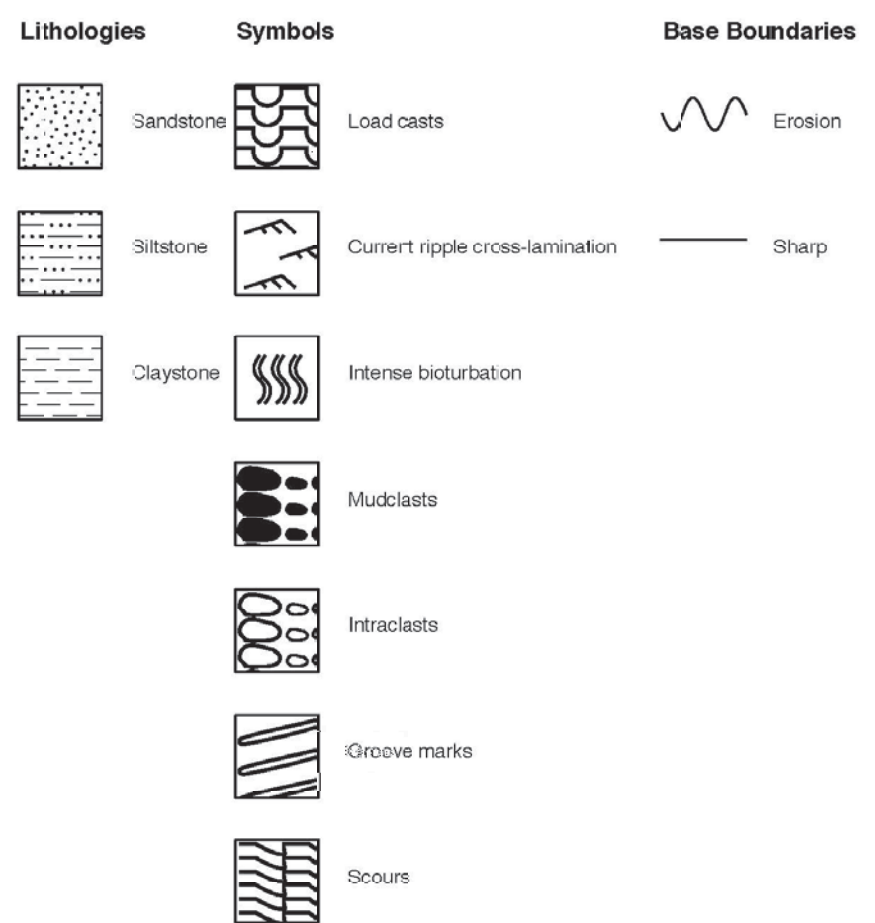 Lithologies Symbols Base Boundaries
Sandstone Load casts Erosion
Siltstone Current ripple cross-lamination Sharp
Claystone Intense bioturbation
Mudclasts
Intraclasts
Groove marks
Scours